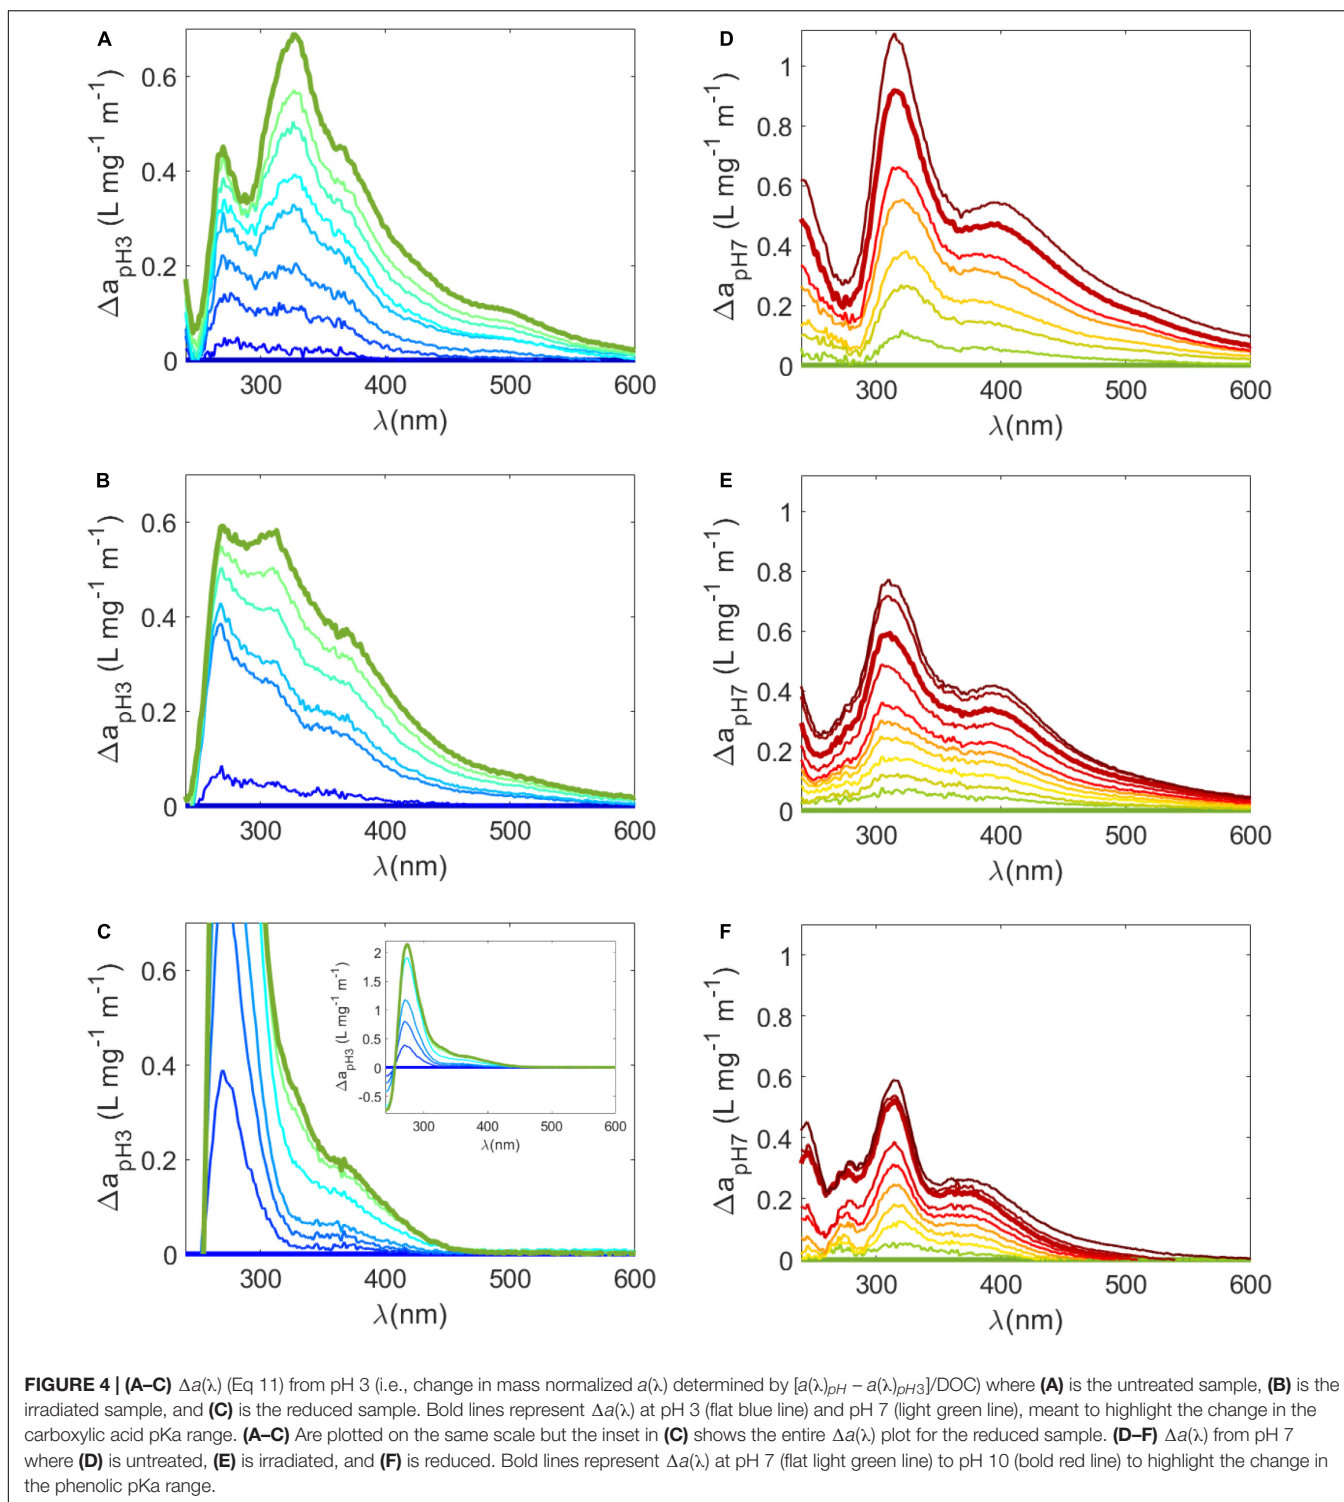 A
Δa_pH3 (L mg⁻¹ m⁻¹)
0.6
0.4
0.2
0
300 400 500 600
λ(nm)
D
Δa_pH7 (L mg⁻¹ m⁻¹)
1
0.8
0.6
0.4
0.2
0
300 400 500 600
λ(nm)
B
Δa_pH3 (L mg⁻¹ m⁻¹)
0.6
0.4
0.2
0
300 400 500 600
λ(nm)
E
Δa_pH7 (L mg⁻¹ m⁻¹)
1
0.8
0.6
0.4
0.2
0
300 400 500 600
λ(nm)
C
Δa_pH3 (L mg⁻¹ m⁻¹)
0.6
0.4
0.2
0
300 400 500 600
λ(nm)
Δa_pH3 (L mg⁻¹ m⁻¹)
2
1.5
1
0.5
0
-0.5
300 400 500 600
λ(nm)
F
Δa_pH7 (L mg⁻¹ m⁻¹)
1
0.8
0.6
0.4
0.2
0
300 400 500 600
λ(nm)
FIGURE 4 | (A–C) Δa(λ) (Eq 11) from pH 3 (i.e., change in mass normalized a(λ) determined by [a(λ)pH – a(λ)pH3]/DOC) where (A) is the untreated sample, (B) is the
irradiated sample, and (C) is the reduced sample. Bold lines represent Δa(λ) at pH 3 (flat blue line) and pH 7 (light green line), meant to highlight the change in the
carboxylic acid pKa range. (A–C) Are plotted on the same scale but the inset in (C) shows the entire Δa(λ) plot for the reduced sample. (D–F) Δa(λ) from pH 7
where (D) is untreated, (E) is irradiated, and (F) is reduced. Bold lines represent Δa(λ) at pH 7 (flat light green line) to pH 10 (bold red line) to highlight the change in
the phenolic pKa range.